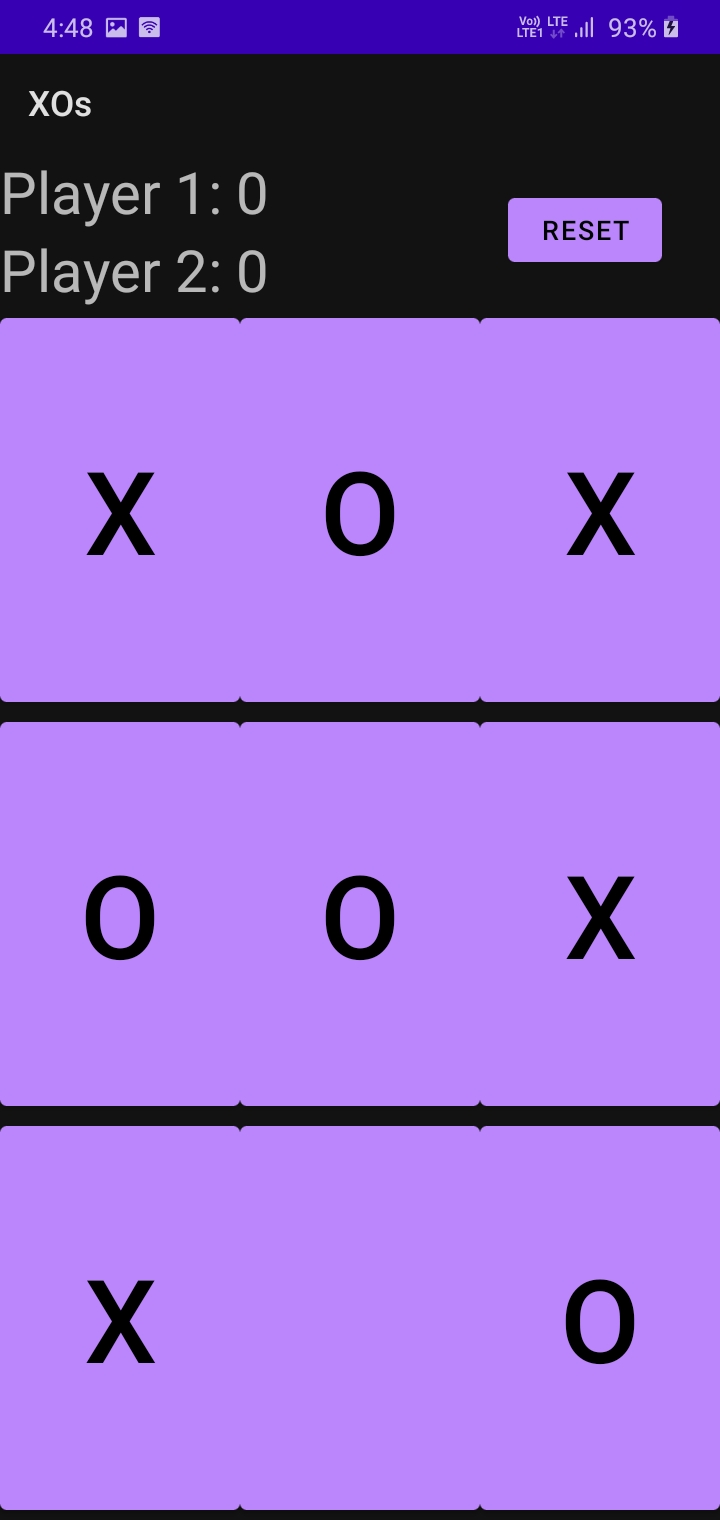 4:48 Vo)) LTE LTE1 93%
XOs
Player 1: 0
RESET
Player 2: 0
X O X
O O X
X O